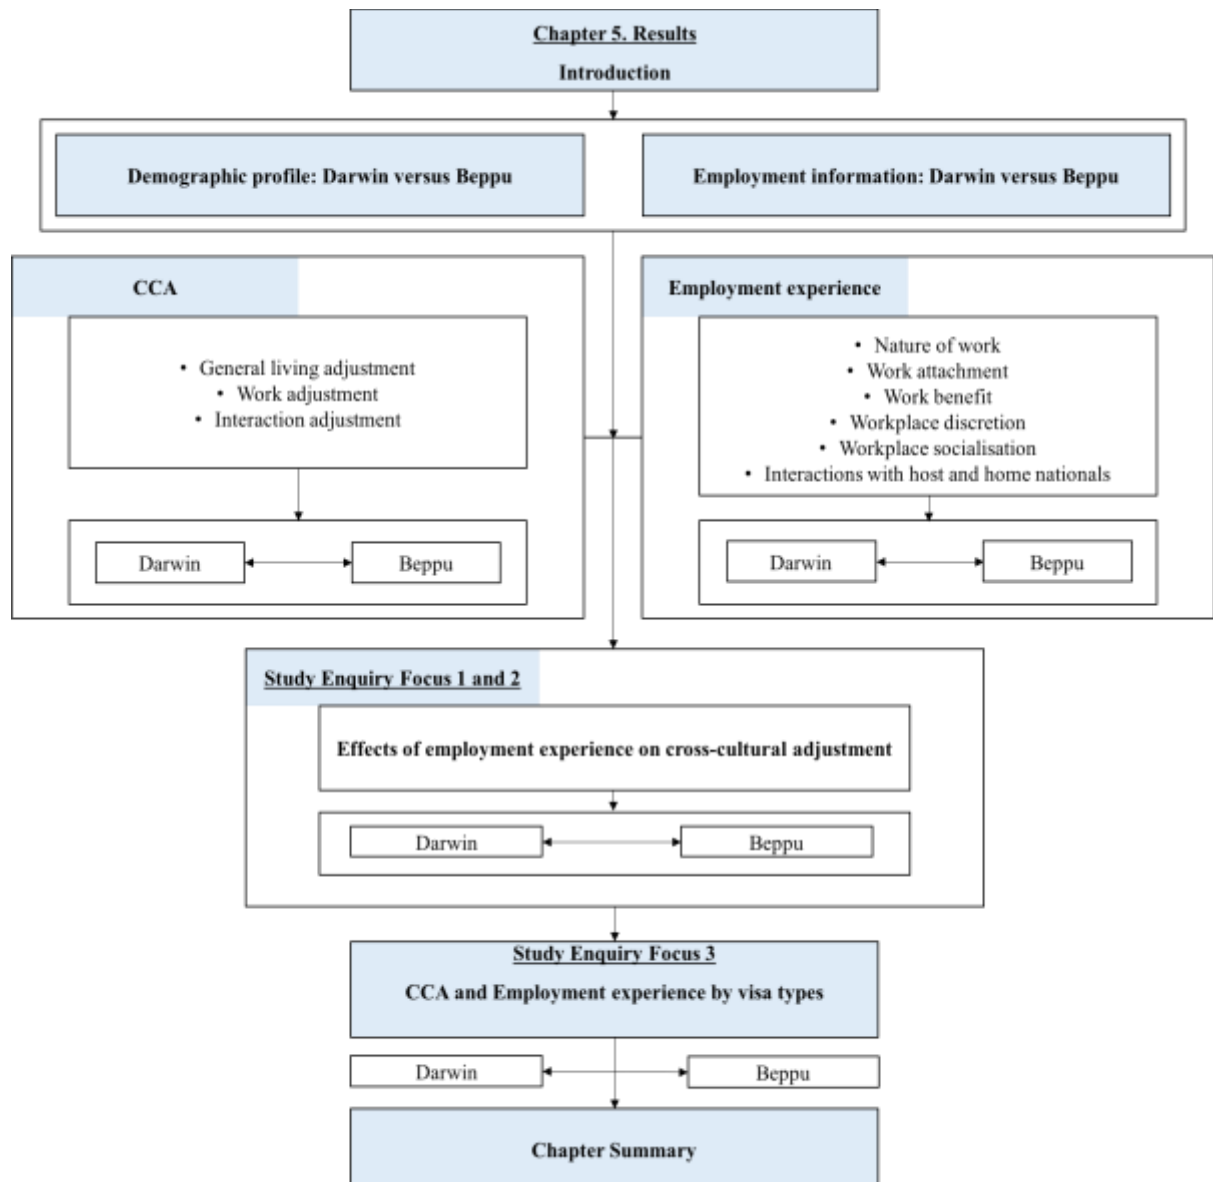 Chapter 5. Results
Introduction
Demographic profile: Darwin versus Beppu
Employment information: Darwin versus Beppu
CCA
• General living adjustment
• Work adjustment
• Interaction adjustment
Darwin
Beppu
Employment experience
• Nature of work
• Work attachment
• Work benefit
• Workplace discretion
• Workplace socialisation
• Interactions with host and home nationals
Darwin
Beppu
Study Enquiry Focus 1 and 2
Effects of employment experience on cross-cultural adjustment
Darwin
Beppu
Study Enquiry Focus 3
CCA and Employment experience by visa types
Darwin
Beppu
Chapter Summary